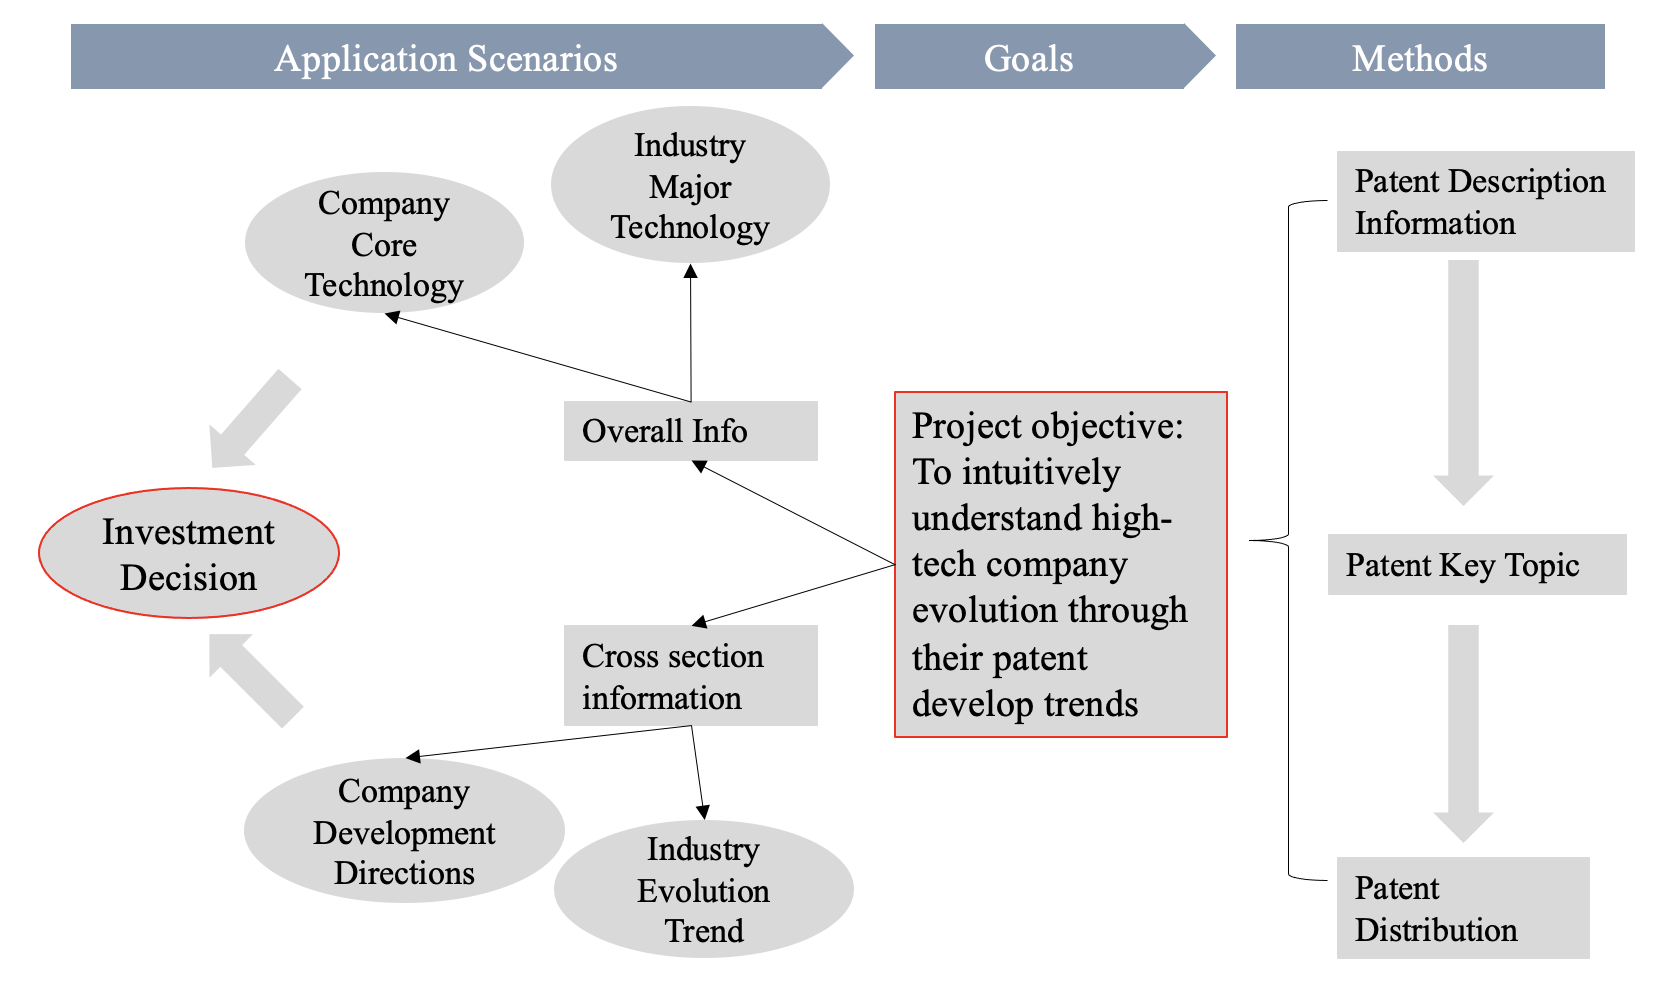 Application Scenarios
Goals
Methods
Industry
Major
Technology
Company
Core
Technology
Overall Info
Investment
Decision
Cross section
information
Company
Development
Directions
Industry
Evolution
Trend
Project objective:
To intuitively
understand high-
tech company
evolution through
their patent
develop trends
Patent Description
Information
Patent Key Topic
Patent
Distribution